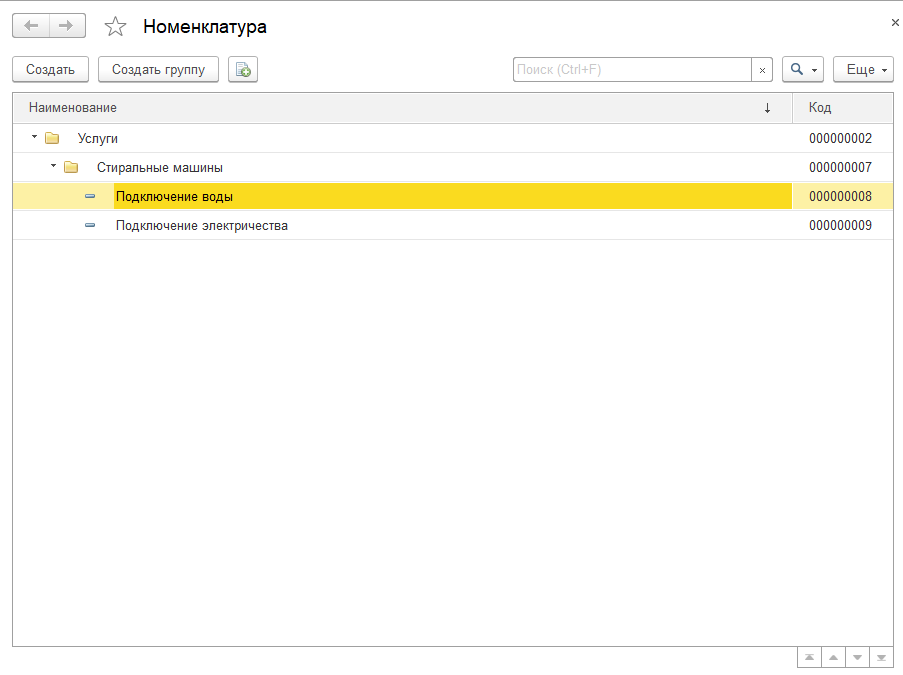 Номенклатура
Создать Создать группу Поиск (Ctrl+F) Еще
Наименование Код
Услуги 000000002
Стиральные машины 000000007
Подключение воды 000000008
Подключение электричества 000000009